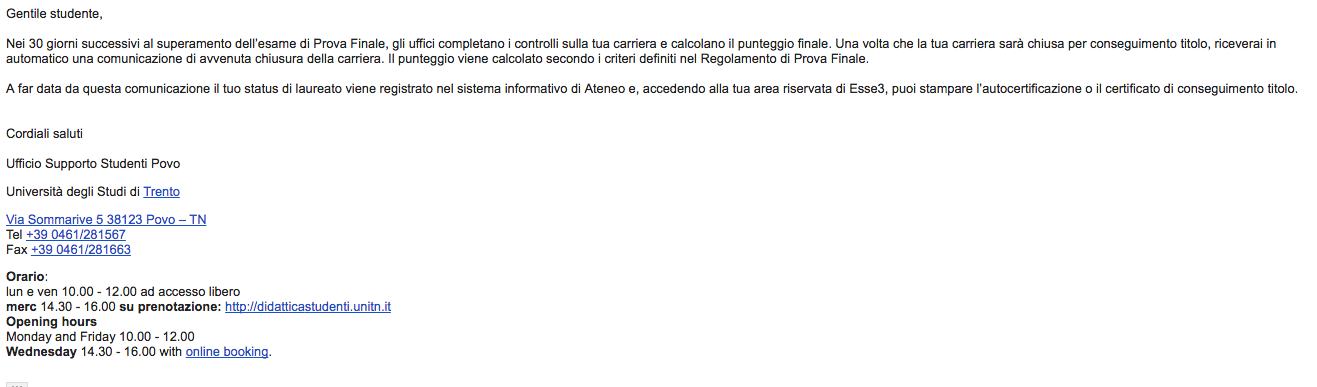 Gentile studente,
Nei 30 giorni successivi al superamento dell'esame di Prova Finale, gli uffici completano i controlli sulla tua carriera e calcolano il punteggio finale. Una volta che la tua carriera sarà chiusa per conseguimento titolo, riceverai in
automatico una comunicazione di avvenuta chiusura della carriera. Il punteggio viene calcolato secondo i criteri definiti nel Regolamento di Prova Finale.
A far data da questa comunicazione il tuo status di laureato viene registrato nel sistema informativo di Ateneo e, accedendo alla tua area riservata di Esse3, puoi stampare l'autocertificazione o il certificato di conseguimento titolo.
Cordiali saluti
Ufficio Supporto Studenti Povo
Università degli Studi di Trento
Via Sommarive 5 38123 Povo – TN
Tel +39 0461/281567
Fax +39 0461/281663
Orario:
lun e ven 10.00 - 12.00 ad accesso libero
merc 14.30 - 16.00 su prenotazione: http://didatticastudenti.unitn.it
Opening hours
Monday and Friday 10.00 - 12.00
Wednesday 14.30 - 16.00 with online booking.